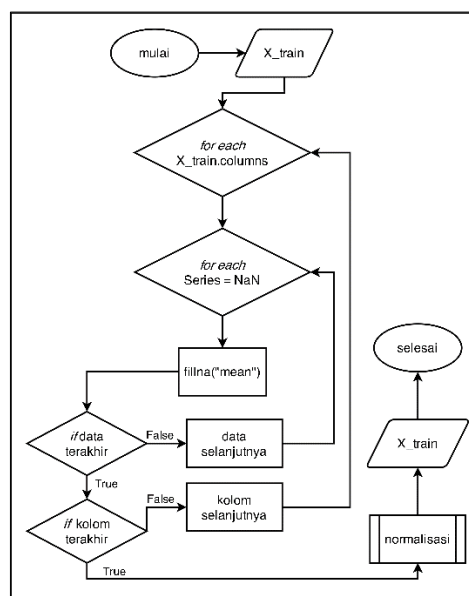 mulai
X_train
for each
X_train.columns
for each
Series = NaN
fillna("mean")
if data
terakhir
False
data
selanjutnya
True
if kolom
terakhir
False
kolom
selanjutnya
True
normalisasi
X_train
selesai